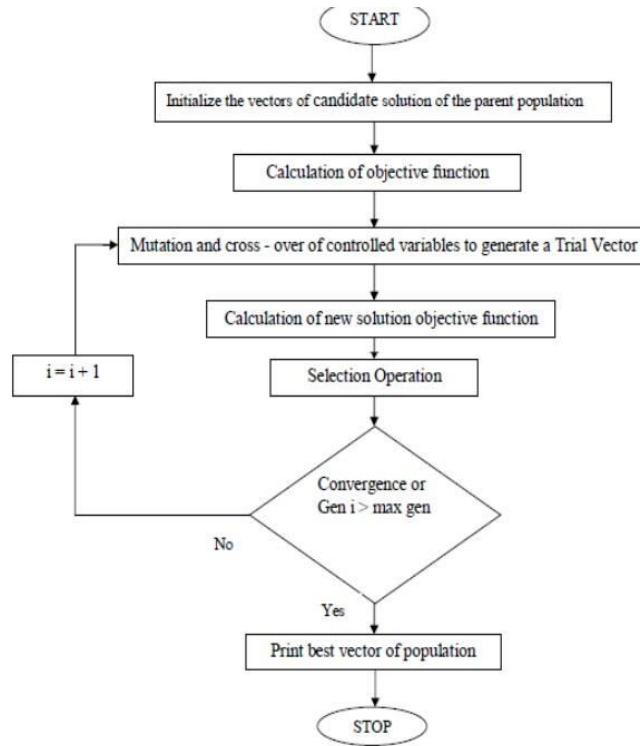 START
Initialize the vectors of candidate solution of the parent population
Calculation of objective function
Mutation and cross - over of controlled variables to generate a Trial Vector
Calculation of new solution objective function
i = i + 1
Selection Operation
Convergence or
Gen i > max gen
No
Yes
Print best vector of population
STOP